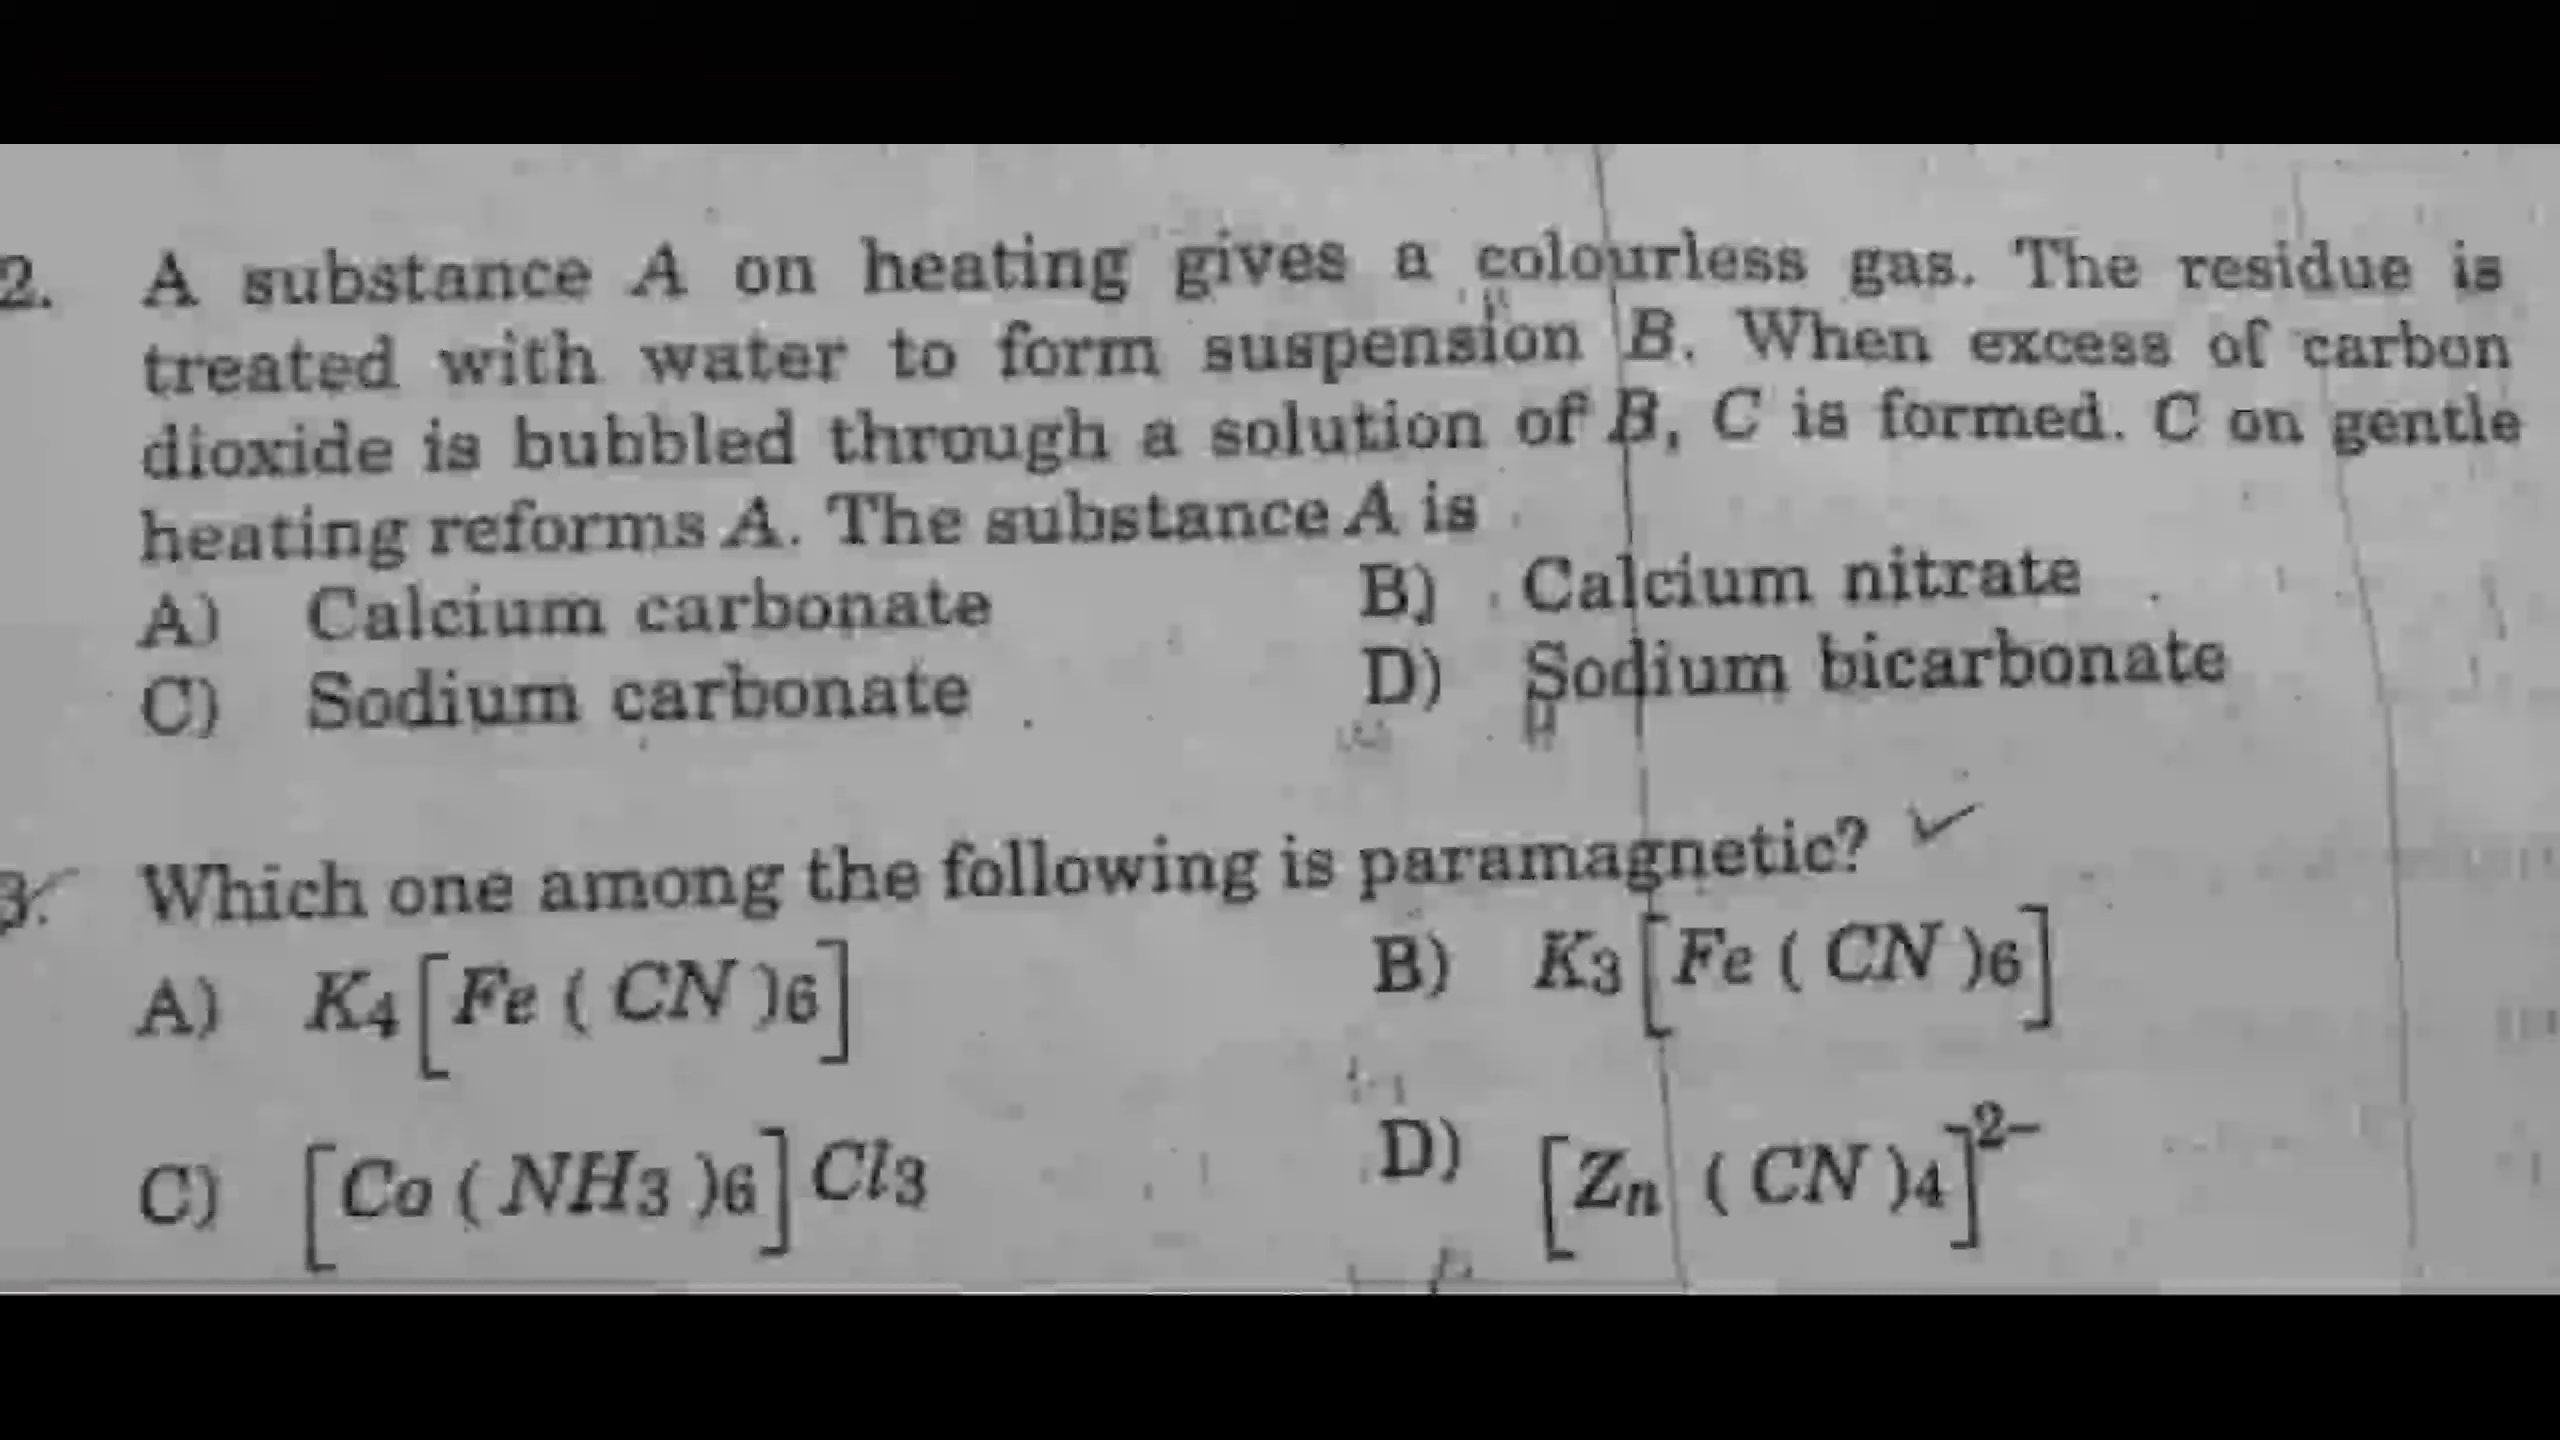 2. A substance A on heating gives a colourless gas. The residue is
treated with water to form suspension B. When excess of carbon
dioxide is bubbled through a solution of B, C is formed. C on gentle
heating reforms A. The substance A is
A) Calcium carbonate B) Calcium nitrate
C) Sodium carbonate D) Sodium bicarbonate
3. Which one among the following is paramagnetic?
A) K4[Fe(CN)6] B) K3[Fe(CN)6]
C) [Co(NH3)6]Cl3 D) [Zn(CN)4]2−